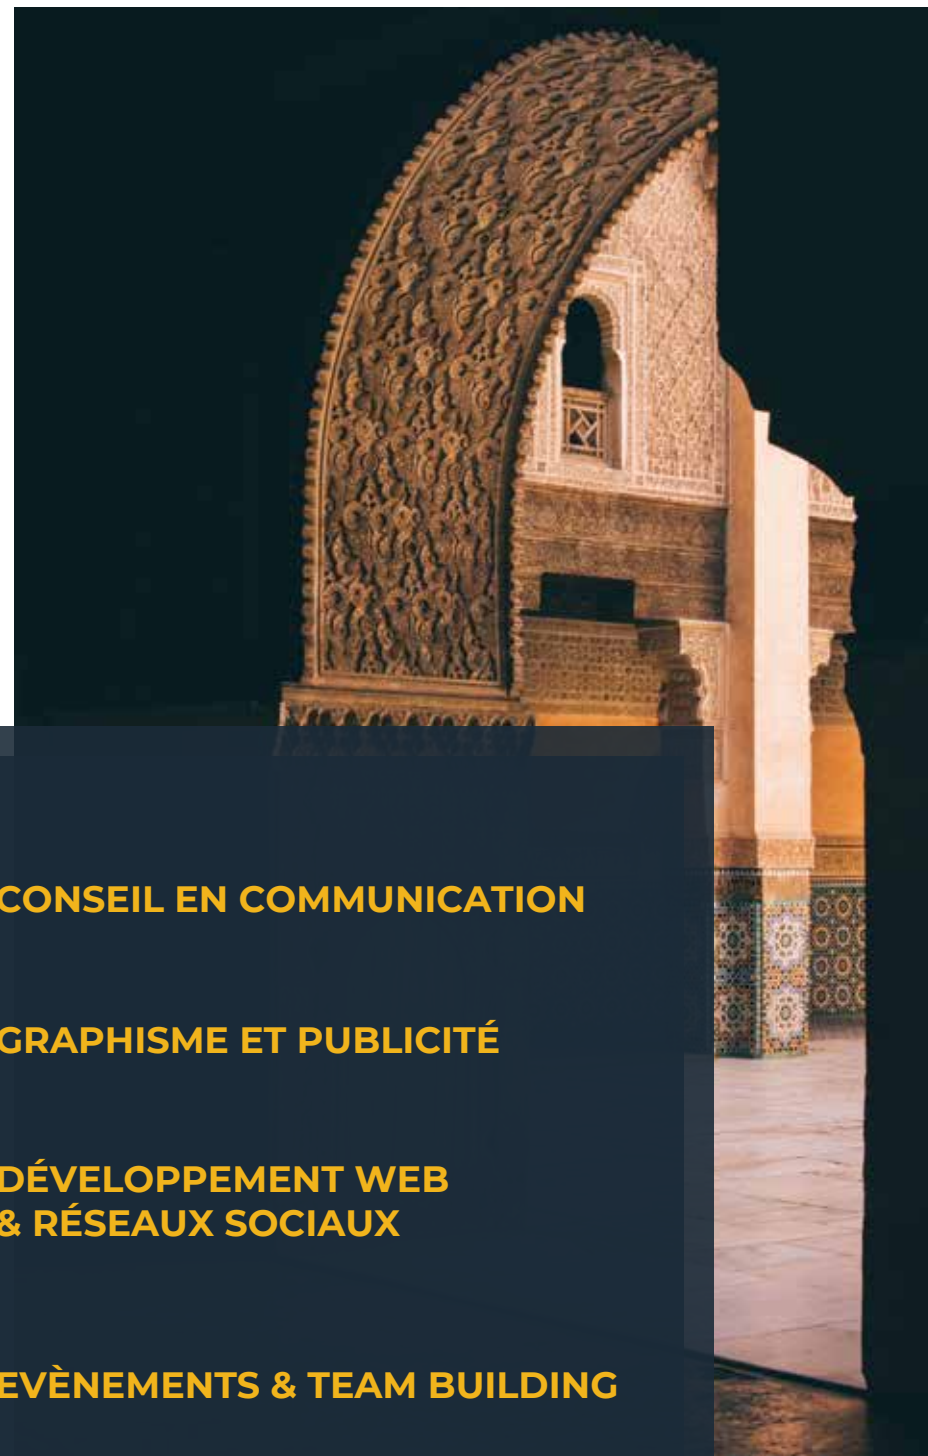 CONSEIL EN COMMUNICATION
GRAPHISME ET PUBLICITÉ
DÉVELOPPEMENT WEB
& RÉSEAUX SOCIAUX
EVÈNEMENTS & TEAM BUILDING